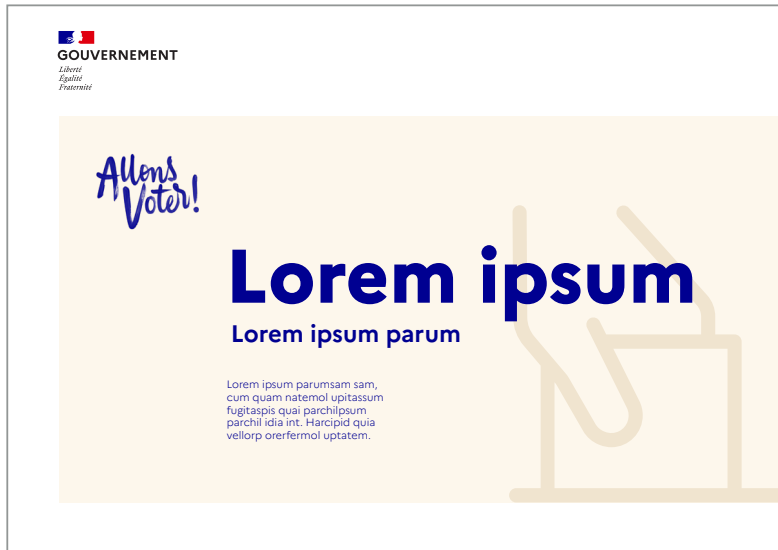 GOUVERNEMENT
Liberté
Égalité
Fraternité
Allons
Voter!
Lorem ipsum
Lorem ipsum parum
Lorem ipsum parumsam sam,
cum quam natemol upitassum
fugitaspis quai parchilpsum
parchil idia int. Harcipid quia
vellorp orerfermol uptatem.